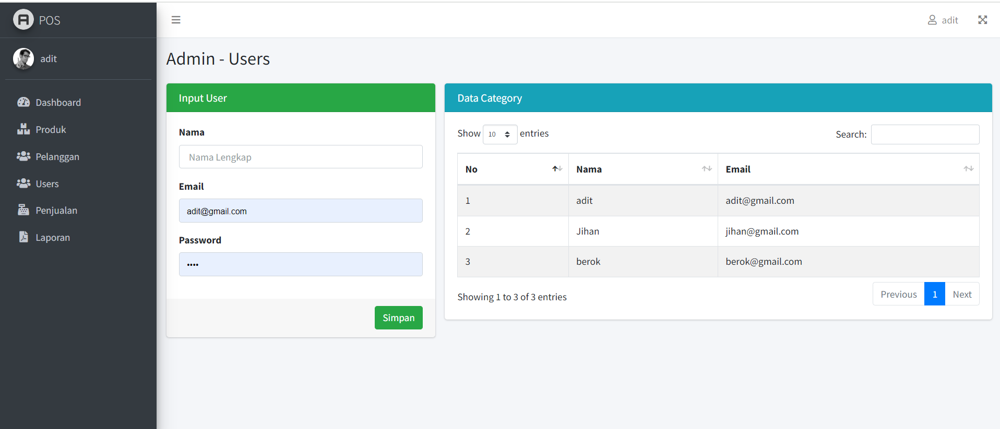 POS
adit
adit
Dashboard
Produk
Pelanggan
Users
Penjualan
Laporan
Admin - Users
Input User
Nama
Nama Lengkap
Email
adit@gmail.com
Password
••••
Simpan
Data Category
Show 10 entries
Search:
No Nama Email
1 adit adit@gmail.com
2 Jihan jihan@gmail.com
3 berok berok@gmail.com
Showing 1 to 3 of 3 entries
Previous 1 Next